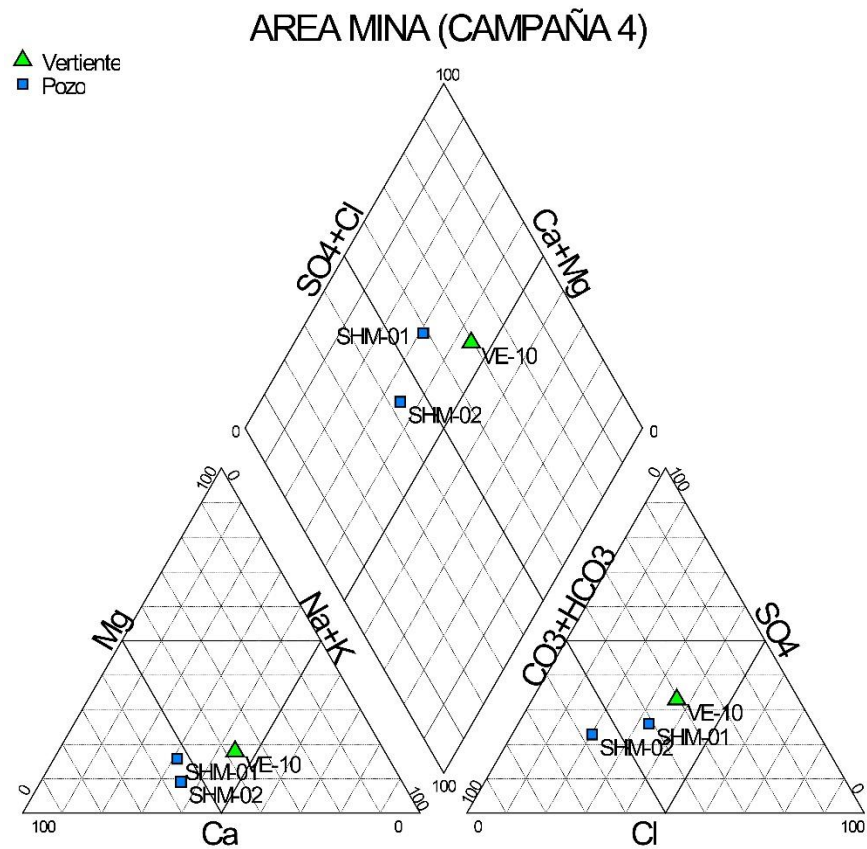 AREA MINA (CAMPAÑA 4)
Vertiente
Pozo
100
SO4+Cl
Ca+Mg
SHM-01
VE-10
SHM-02
0
0
100
0
0
100
Mg
Na+K
CO3+HCO3
SO4
VE-10
SHM-01
SHM-02
VE-10
SHM-01
SHM-02
0
100
100
100
0
100
Ca
0
0
Cl
100